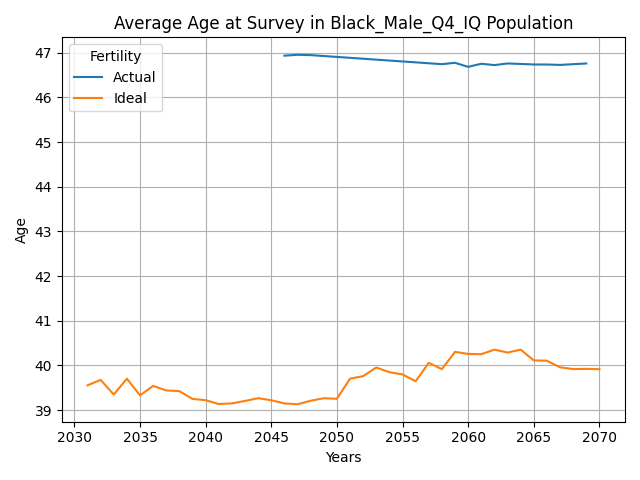 Average Age at Survey in Black_Male_Q4_IQ Population
Fertility
Actual
Ideal
47
46
45
44
43
42
41
40
39
Age
2030 2035 2040 2045 2050 2055 2060 2065 2070
Years